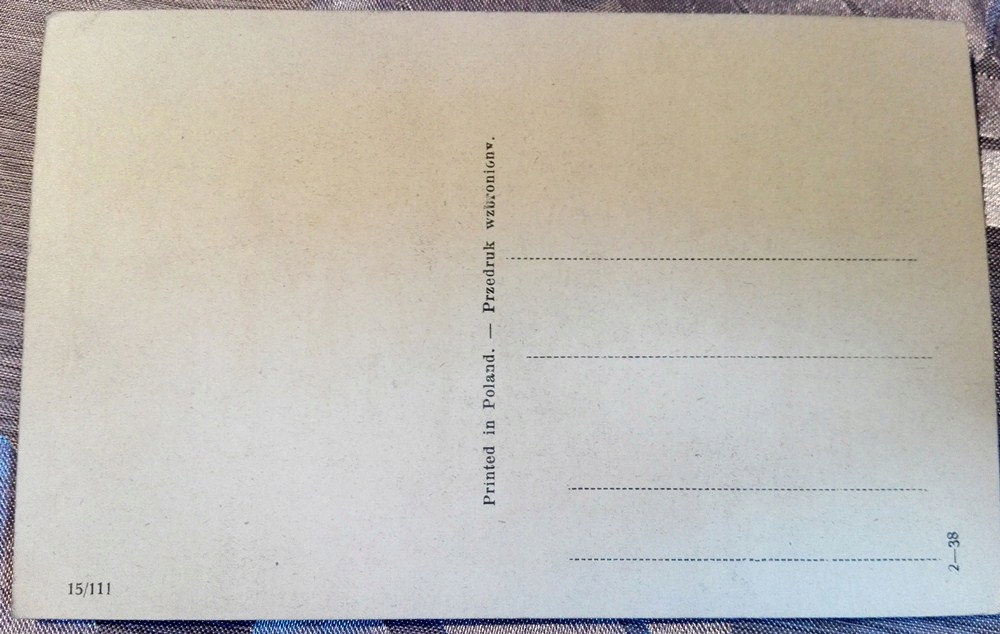 Printed in Poland. — Przedruk wzbroniony.
15/111
2—38